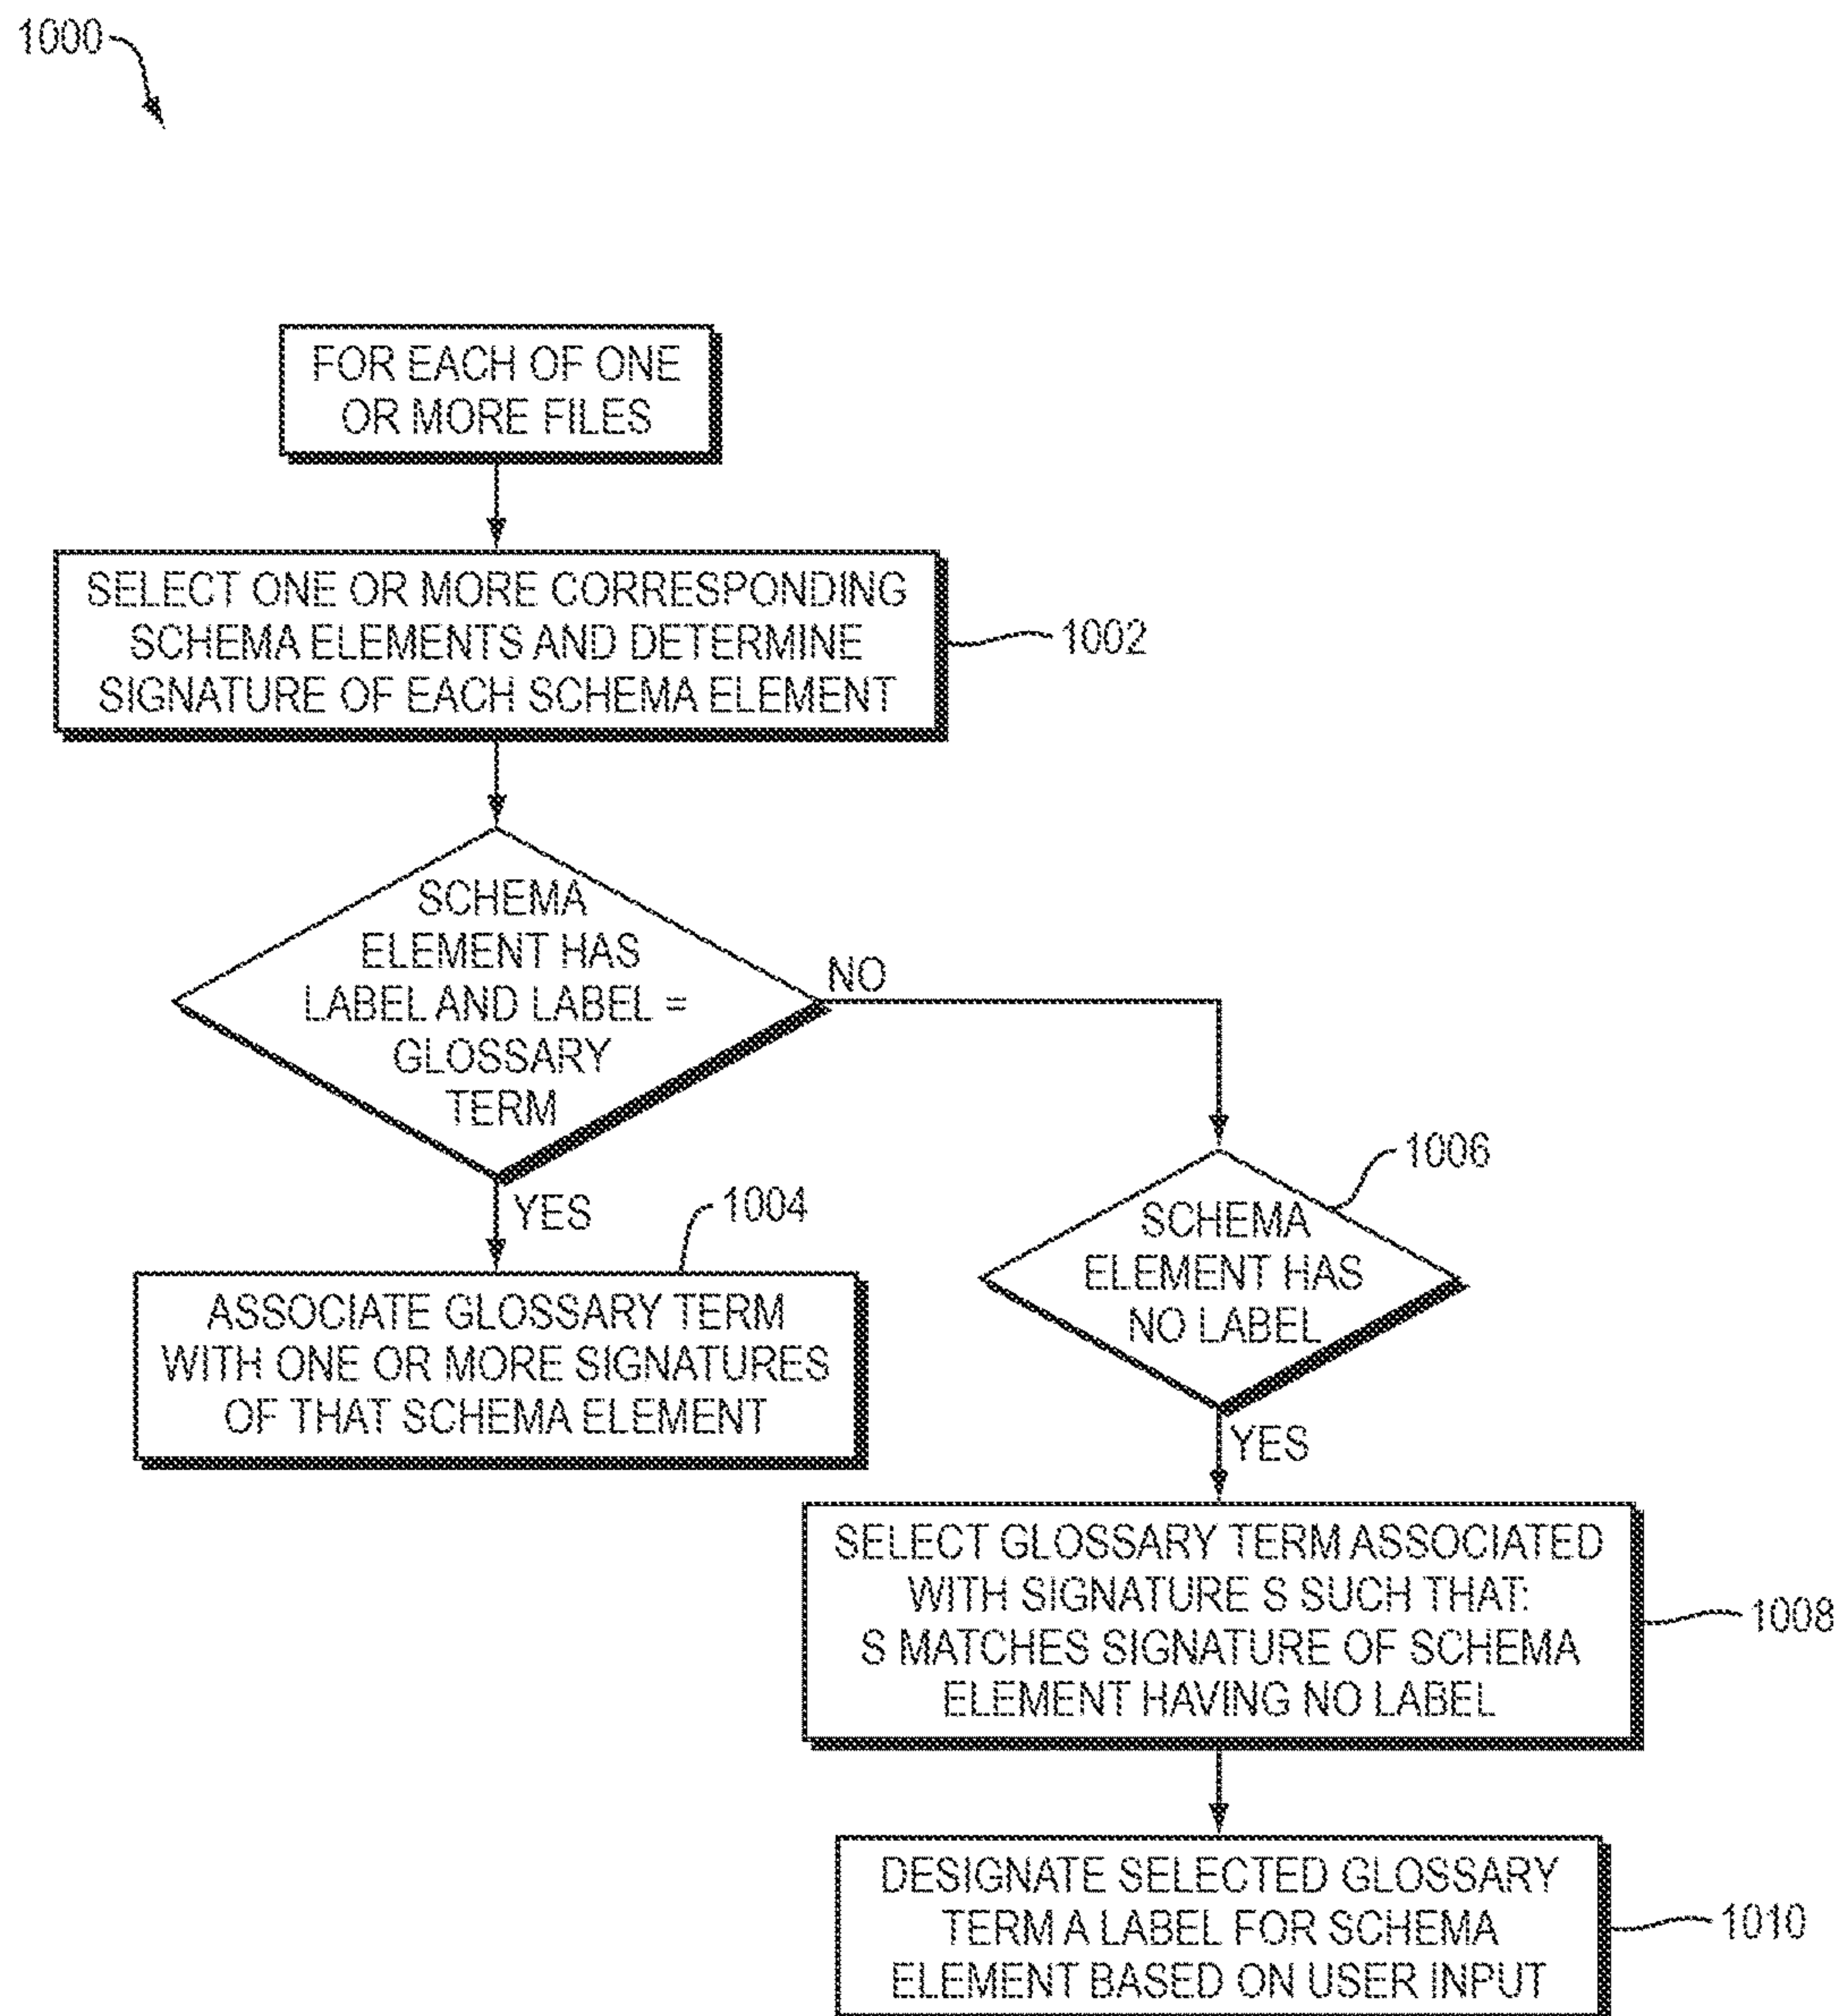 1000
FOR EACH OF ONE
OR MORE FILES
SELECT ONE OR MORE CORRESPONDING
SCHEMA ELEMENTS AND DETERMINE
SIGNATURE OF EACH SCHEMA ELEMENT
1002
SCHEMA
ELEMENT HAS
LABEL AND LABEL =
GLOSSARY
TERM
NO
YES
1004
ASSOCIATE GLOSSARY TERM
WITH ONE OR MORE SIGNATURES
OF THAT SCHEMA ELEMENT
1006
SCHEMA
ELEMENT HAS
NO LABEL
YES
SELECT GLOSSARY TERM ASSOCIATED
WITH SIGNATURE S SUCH THAT:
S MATCHES SIGNATURE OF SCHEMA
ELEMENT HAVING NO LABEL
1008
DESIGNATE SELECTED GLOSSARY
TERM A LABEL FOR SCHEMA
ELEMENT BASED ON USER INPUT
1010